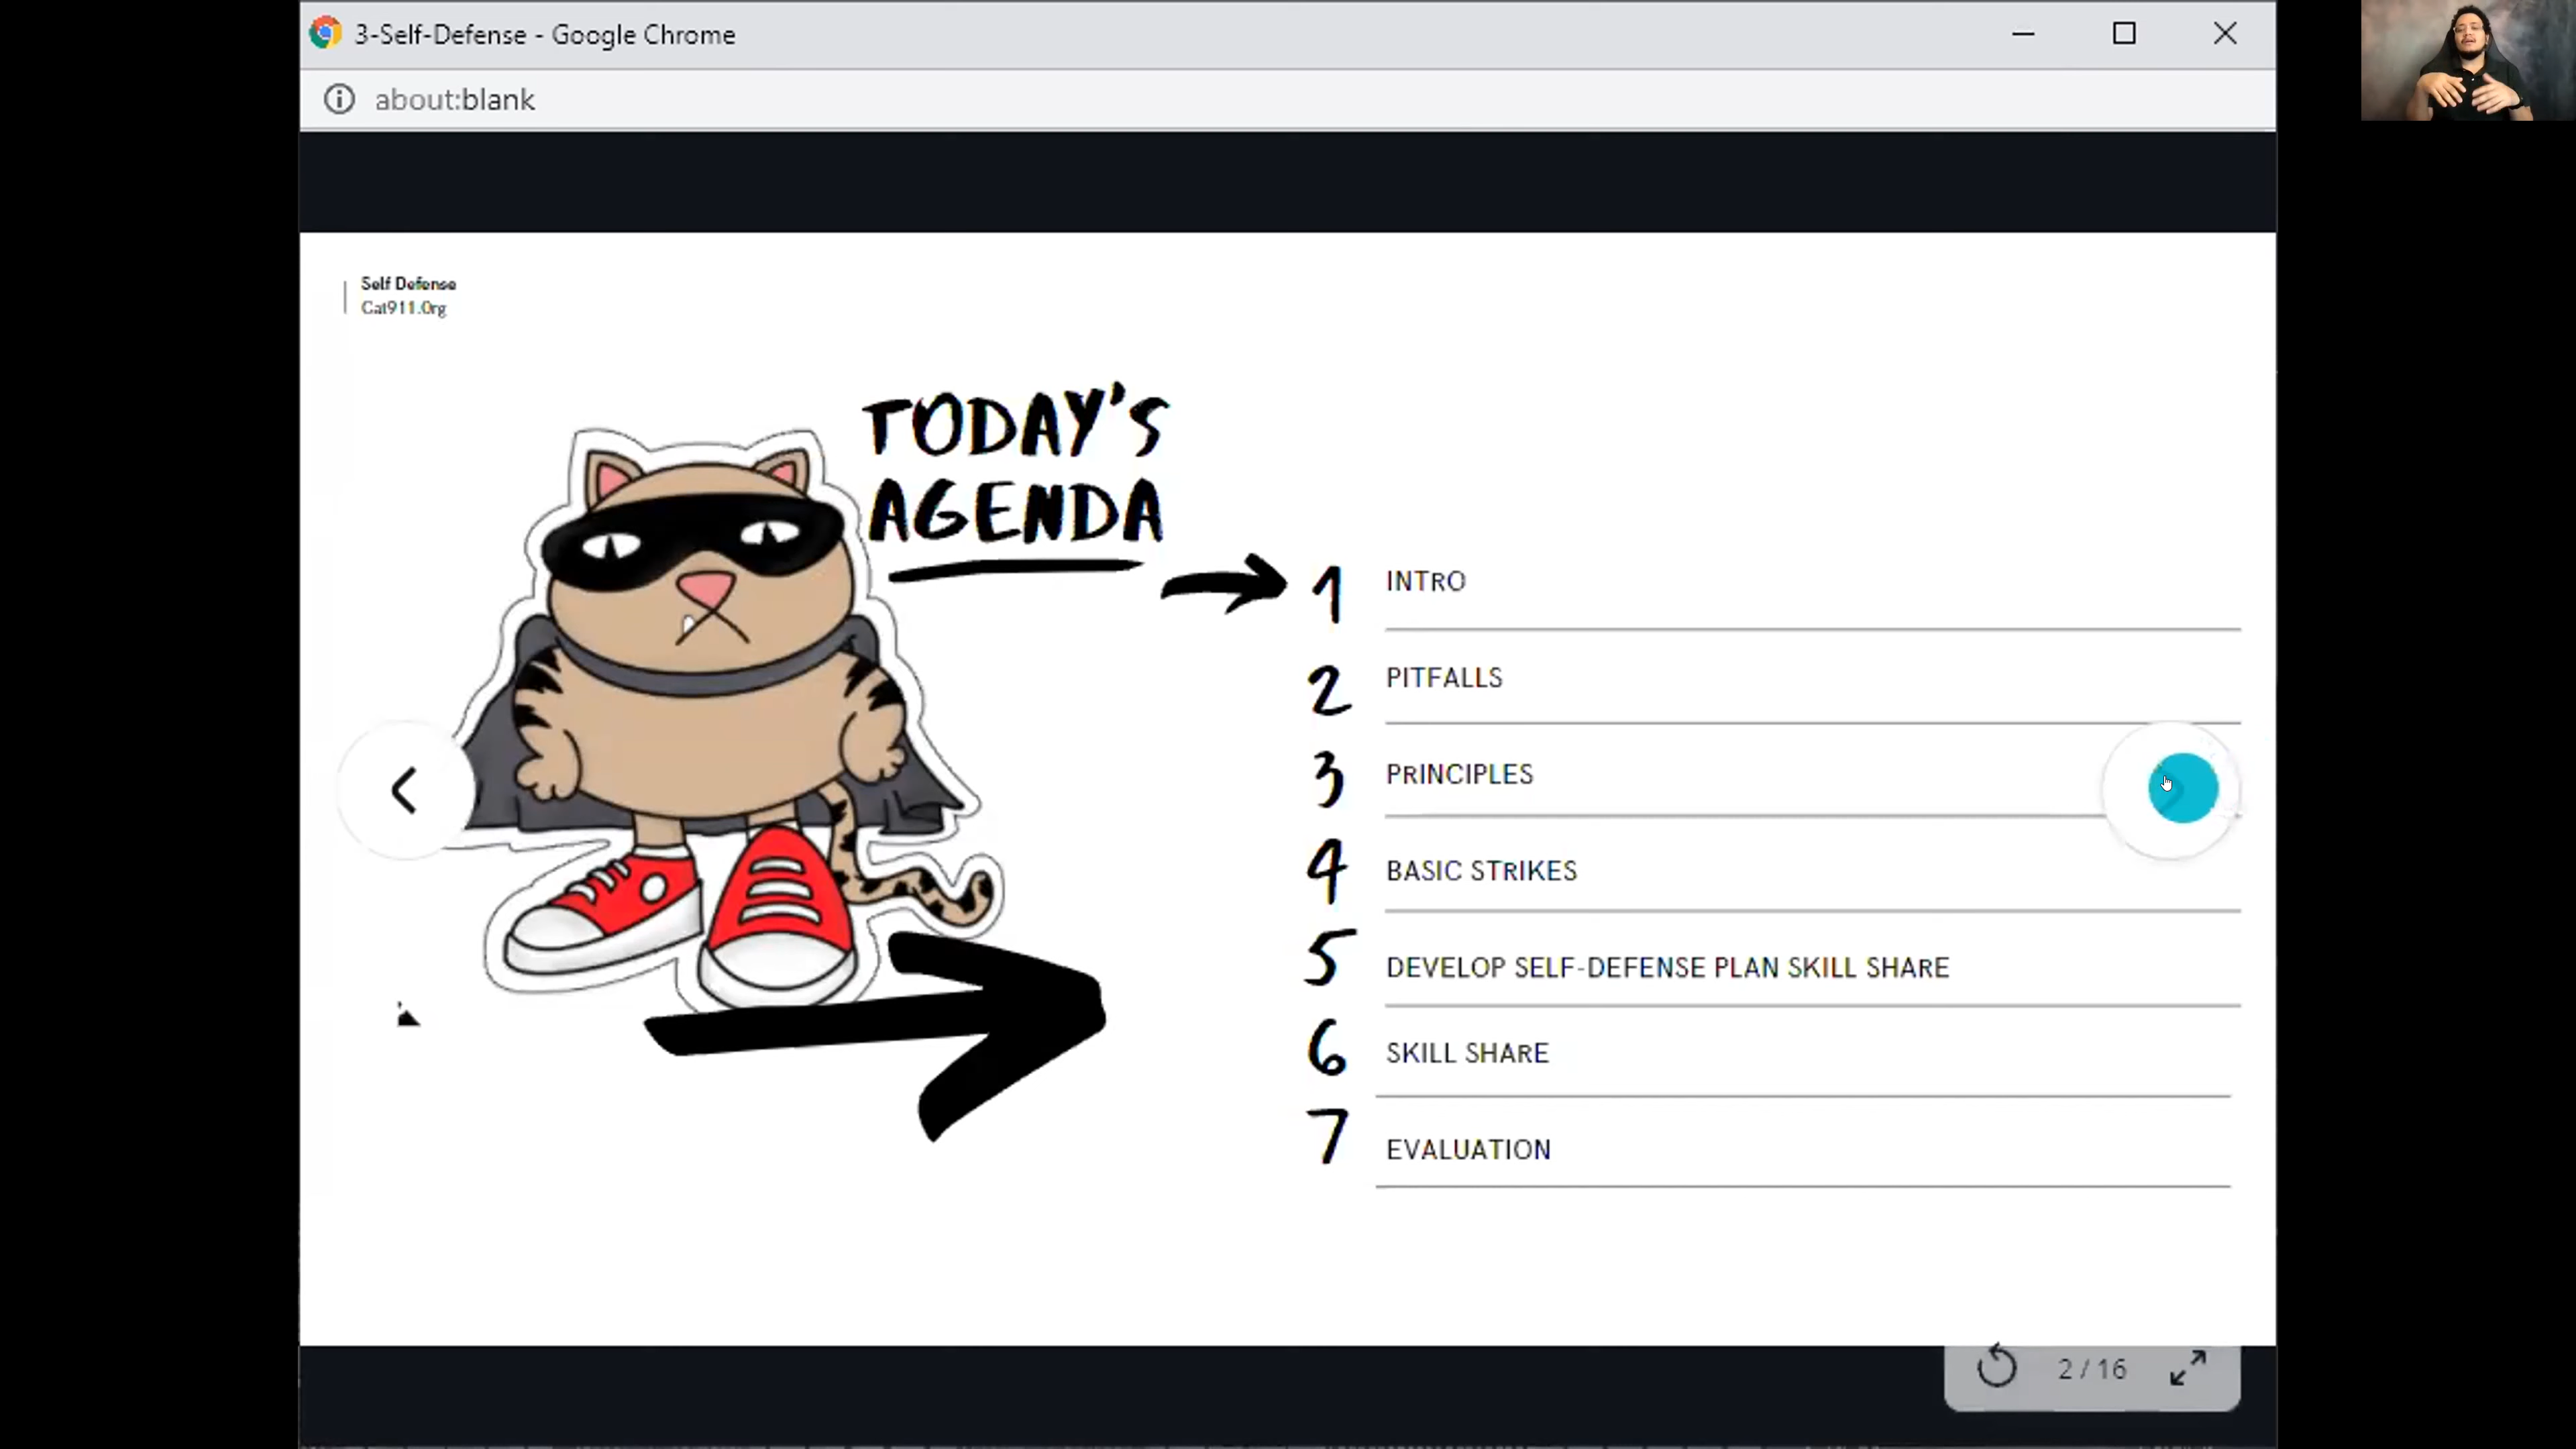 3-Self-Defense - Google Chrome
about:blank
Self Defense
Cat911.Org
TODAY'S
AGENDA
1 INTrO
2 PITFALLS
3 PrINCIPLES
4 BASIC STrIKES
5 DEVELOP SELF-DEFENSE PLAN SKILL SHArE
6 SKILL SHArE
7 EVALUATION
2 / 16